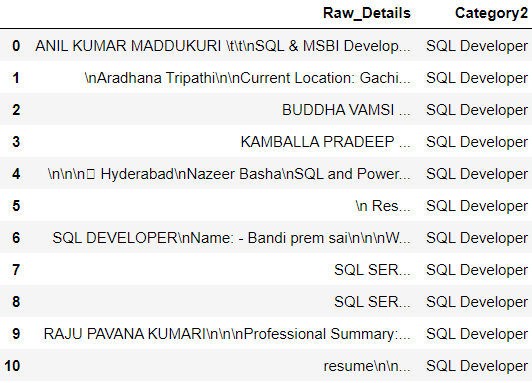 Raw_Details Category2
0 ANIL KUMAR MADDUKURI \t\t\nSQL & MSBI Develop... SQL Developer
1 \nAradhana Tripathi\n\nCurrent Location: Gachi... SQL Developer
2 BUDDHA VAMSI ... SQL Developer
3 KAMBALLA PRADEEP ... SQL Developer
4 \n\n\n▯ Hyderabad\nNazeer Basha\nSQL and Power... SQL Developer
5 \n Res... SQL Developer
6 SQL DEVELOPER\nName: - Bandi prem sai\n\n\nW... SQL Developer
7 SQL SER... SQL Developer
8 SQL SER... SQL Developer
9 RAJU PAVANA KUMARI\n\n\nProfessional Summary:... SQL Developer
10 resume\n\n... SQL Developer